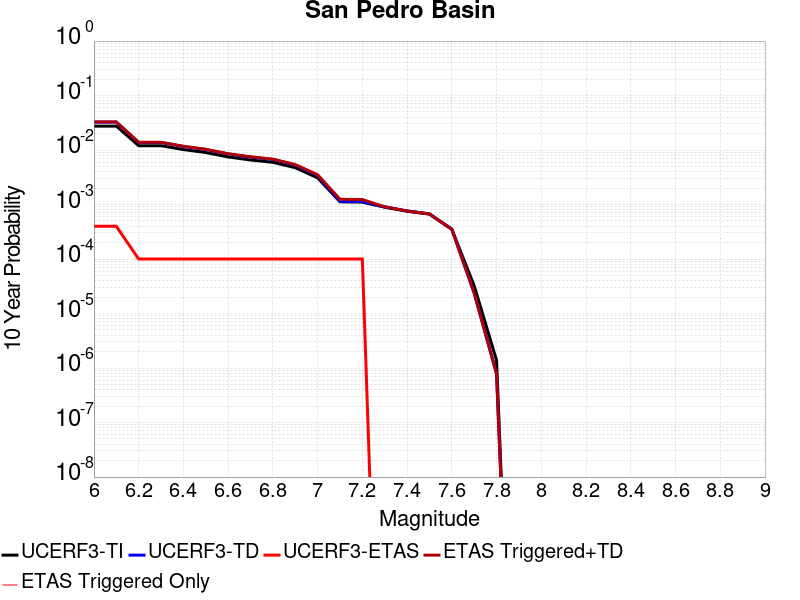 San Pedro Basin
10^0
10^-1
10^-2
10^-3
10^-4
10^-5
10^-6
10^-7
10^-8
10 Year Probability
6 6.2 6.4 6.6 6.8 7 7.2 7.4 7.6 7.8 8 8.2 8.4 8.6 8.8 9
Magnitude
UCERF3-TI UCERF3-TD UCERF3-ETAS ETAS Triggered+TD
ETAS Triggered Only